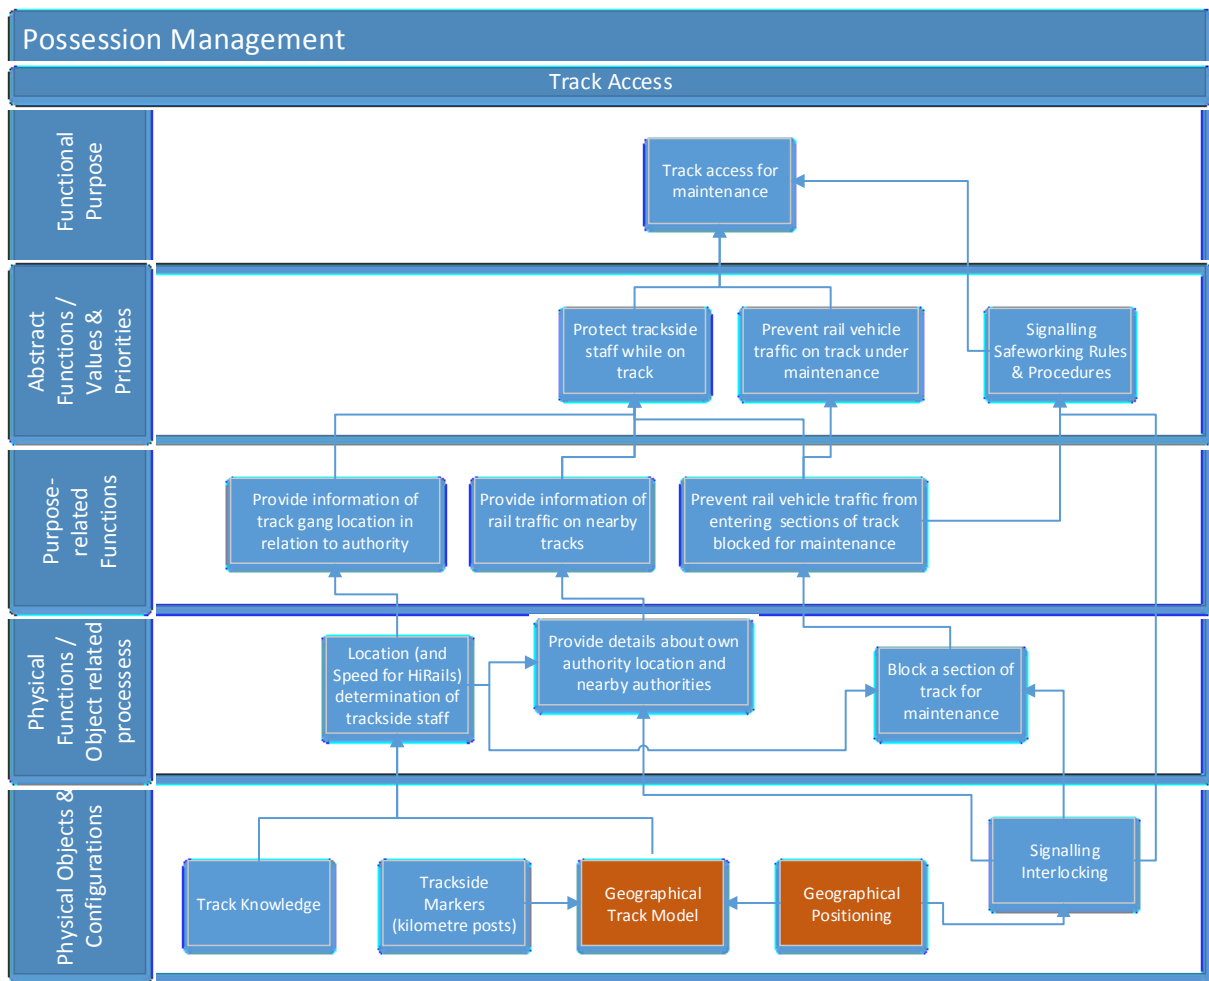 Possession Management
Track Access
Functional
Purpose
Track access for
maintenance
Abstract
Functions /
Values &
Priorities
Protect trackside
staff while on
track
Prevent rail vehicle
traffic on track under
maintenance
Signalling
Safeworking Rules
& Procedures
Purpose-
related
Functions
Provide information of
track gang location in
relation to authority
Provide information of
rail traffic on nearby
tracks
Prevent rail vehicle traffic from
entering sections of track
blocked for maintenance
Physical
Functions /
Object related
processess
Location (and
Speed for HiRails)
determination of
trackside staff
Provide details about own
authority location and
nearby authorities
Block a section of
track for
maintenance
Physical Objects &
Configurations
Track Knowledge
Trackside
Markers
(kilometre posts)
Geographical
Track Model
Geographical
Positioning
Signalling
Interlocking